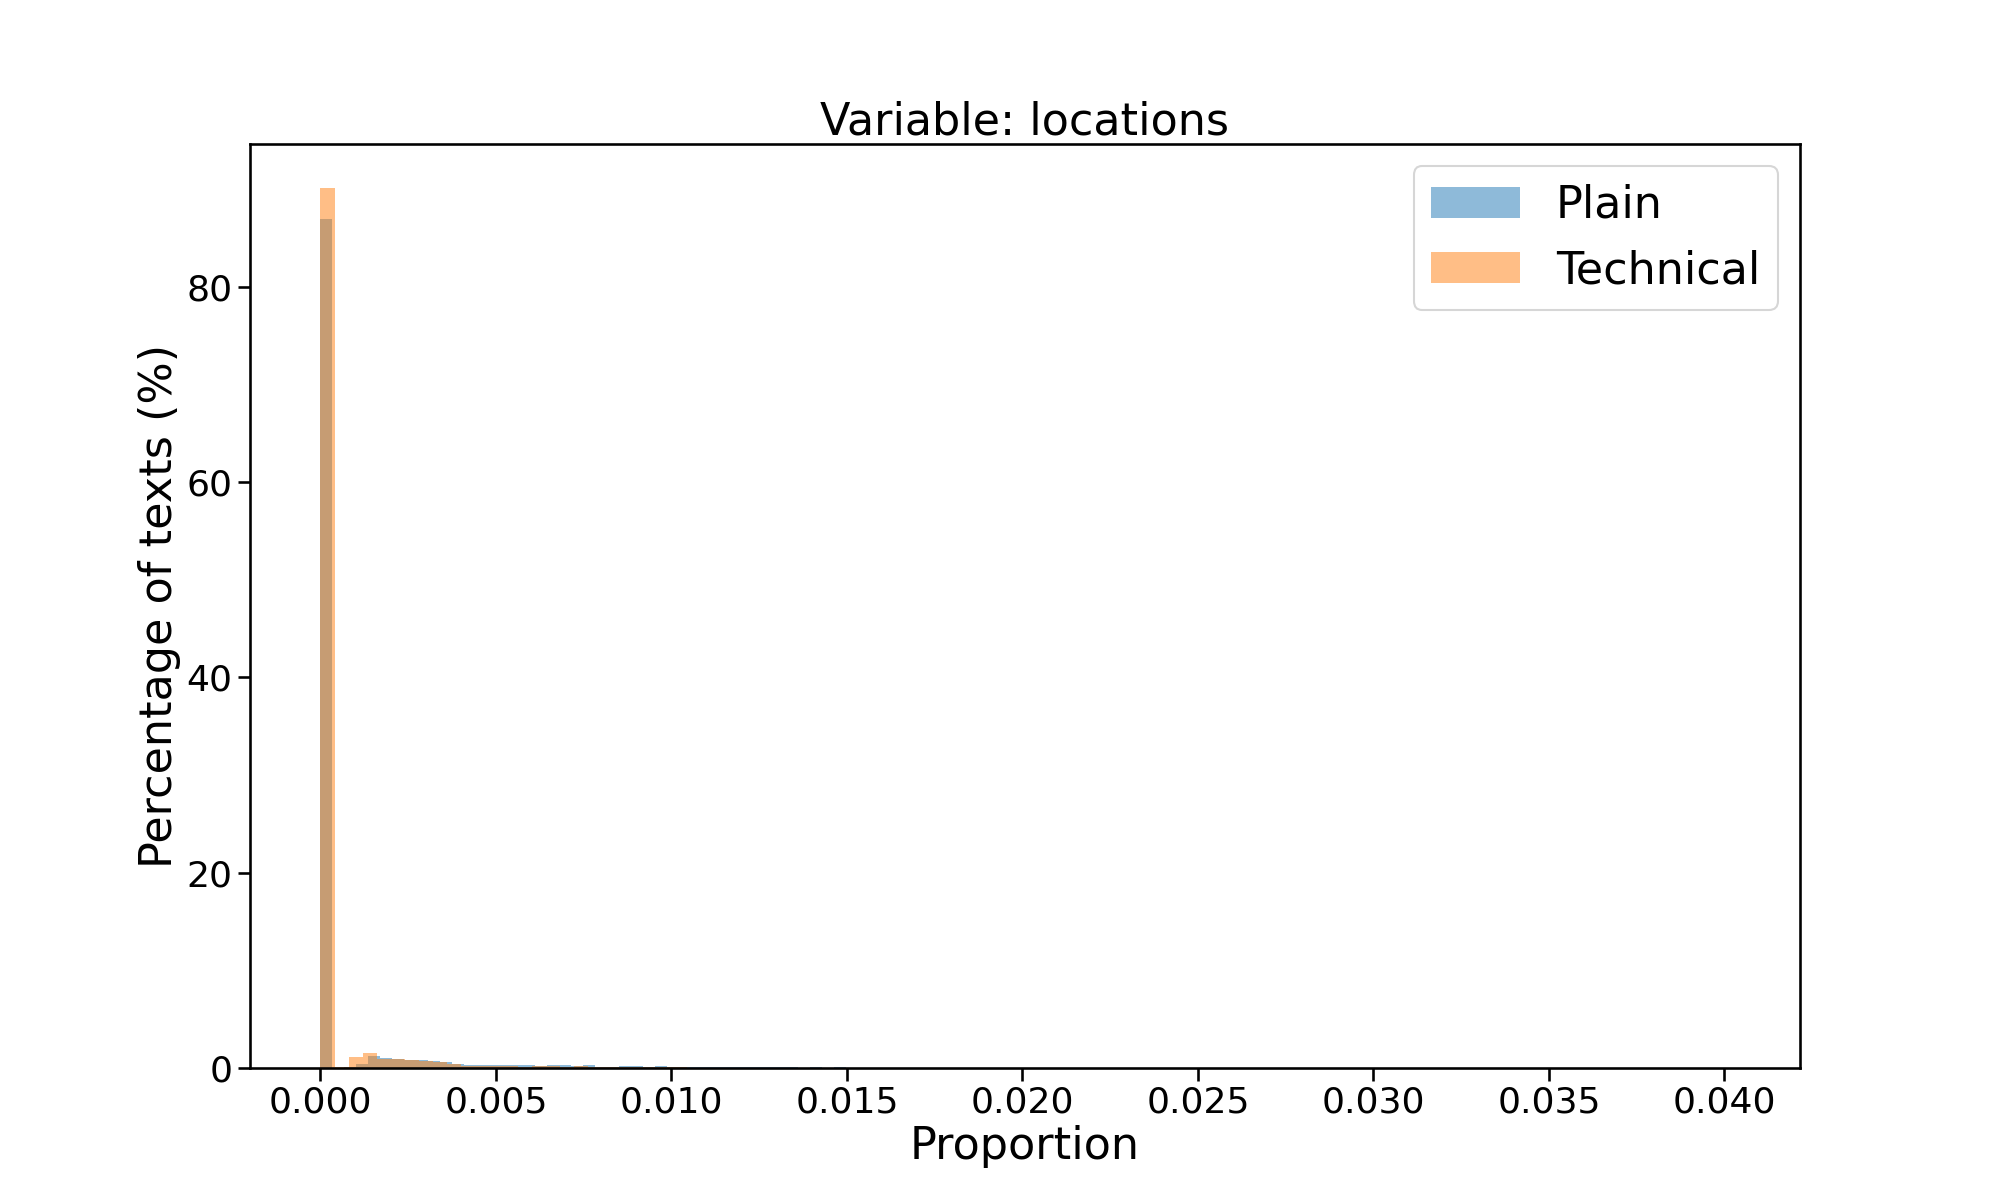 Variable: locations
Plain
Technical
Percentage of texts (%)
80
60
40
20
0
0.000 0.005 0.010 0.015 0.020 0.025 0.030 0.035 0.040
Proportion